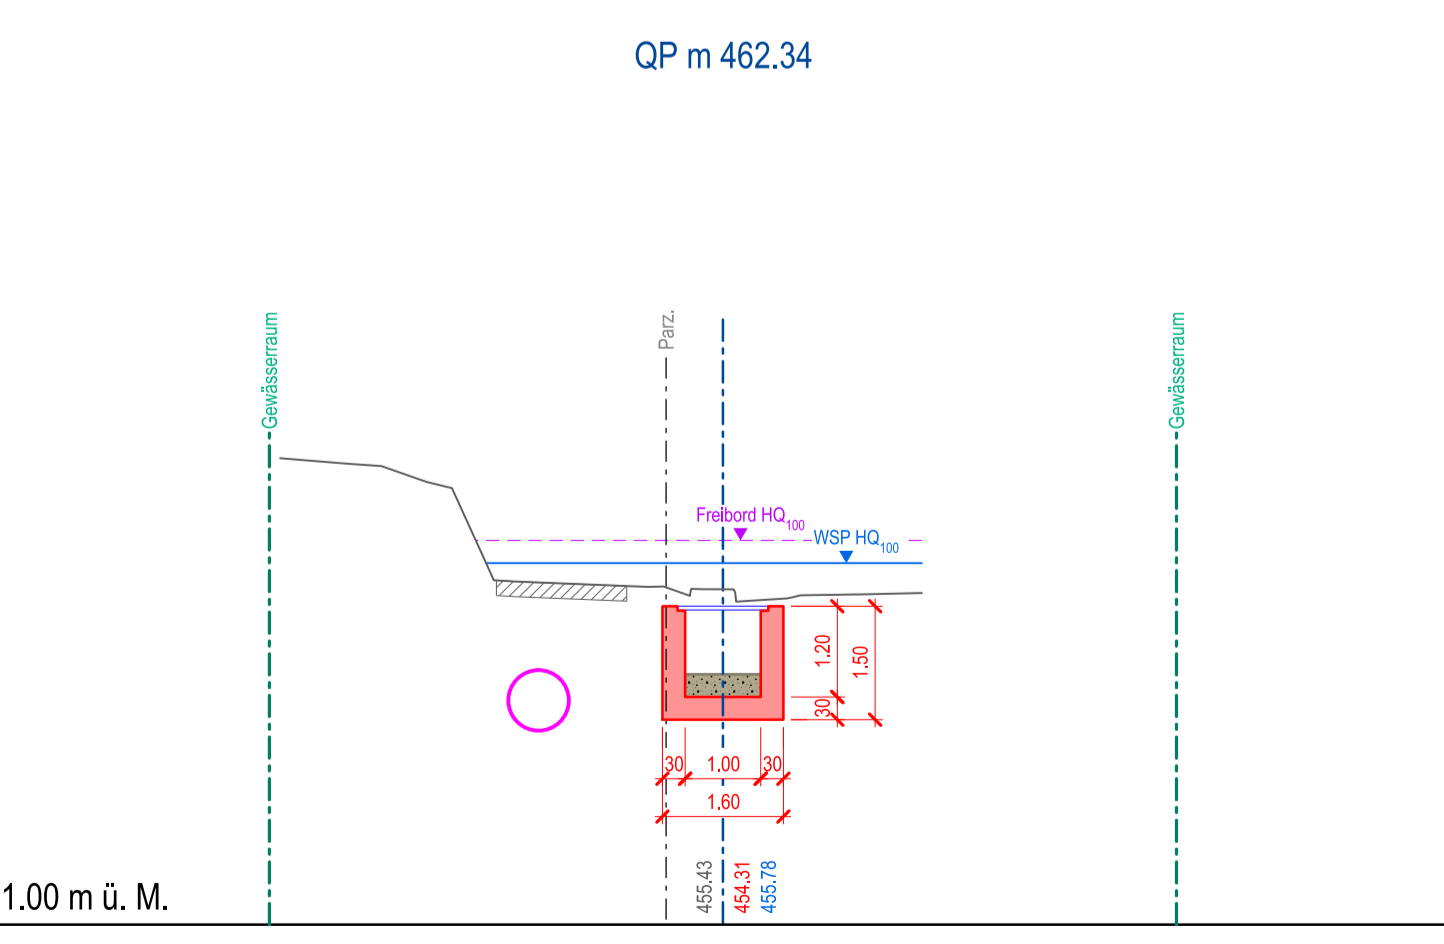 QP m 462.34
Gewässerraum
Parz.
Gewässerraum
Freibord HQ100
WSP HQ100
1.20
1.50
30
30
1.00
30
1.60
455.43
454.31
455.78
1.00 m ü. M.